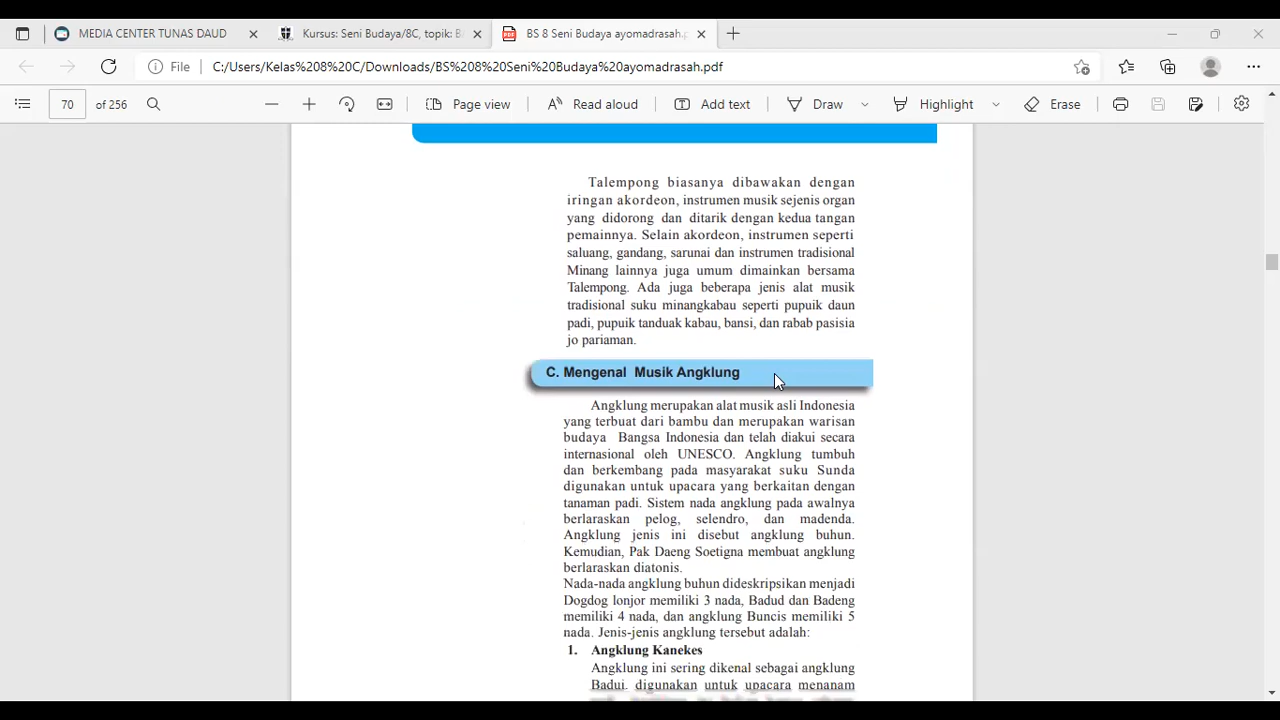 MEDIA CENTER TUNAS DAUD
Kursus: Seni Budaya/8C, topik: B
BS 8 Seni Budaya ayomadrasah.p
File
C:/Users/Kelas%208%20C/Downloads/BS%208%20Seni%20Budaya%20ayomadrasah.pdf
70 of 256
Page view
Read aloud
Add text
Draw
Highlight
Erase
Talempong biasanya dibawakan dengan
iringan akordeon, instrumen musik sejenis organ
yang didorong dan ditarik dengan kedua tangan
pemainnya. Selain akordeon, instrumen seperti
saluang, gandang, sarunai dan instrumen tradisional
Minang lainnya juga umum dimainkan bersama
Talempong. Ada juga beberapa jenis alat musik
tradisional suku minangkabau seperti pupuik daun
padi, pupuik tanduak kabau, bansi, dan rabab pasisia
jo pariaman.
C. Mengenal Musik Angklung
Angklung merupakan alat musik asli Indonesia
yang terbuat dari bambu dan merupakan warisan
budaya Bangsa Indonesia dan telah diakui secara
internasional oleh UNESCO. Angklung tumbuh
dan berkembang pada masyarakat suku Sunda
digunakan untuk upacara yang berkaitan dengan
tanaman padi. Sistem nada angklung pada awalnya
berlaraskan pelog, selendro, dan madenda.
Angklung jenis ini disebut angklung buhun.
Kemudian, Pak Daeng Soetigna membuat angklung
berlaraskan diatonis.
Nada-nada angklung buhun dideskripsikan menjadi
Dogdog lonjor memiliki 3 nada, Badud dan Badeng
memiliki 4 nada, dan angklung Buncis memiliki 5
nada. Jenis-jenis angklung tersebut adalah:
1. Angklung Kanekes
Angklung ini sering dikenal sebagai angklung
Badui. digunakan untuk upacara menanam